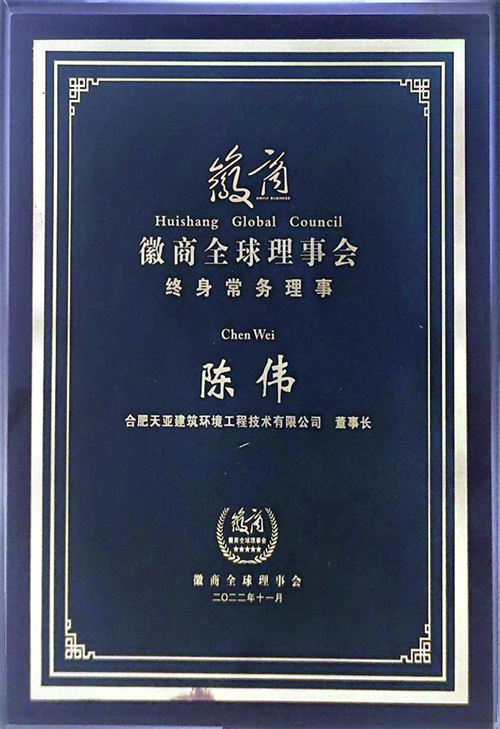 徽商
ANHUI BUSINESS
Huishang Global Council
徽商全球理事会
终身常务理事
Chen Wei
陈伟
合肥天亚建筑环境工程技术有限公司 董事长
徽商
徽商全球理事会
★★★★★
徽商全球理事会
二〇二二年十一月